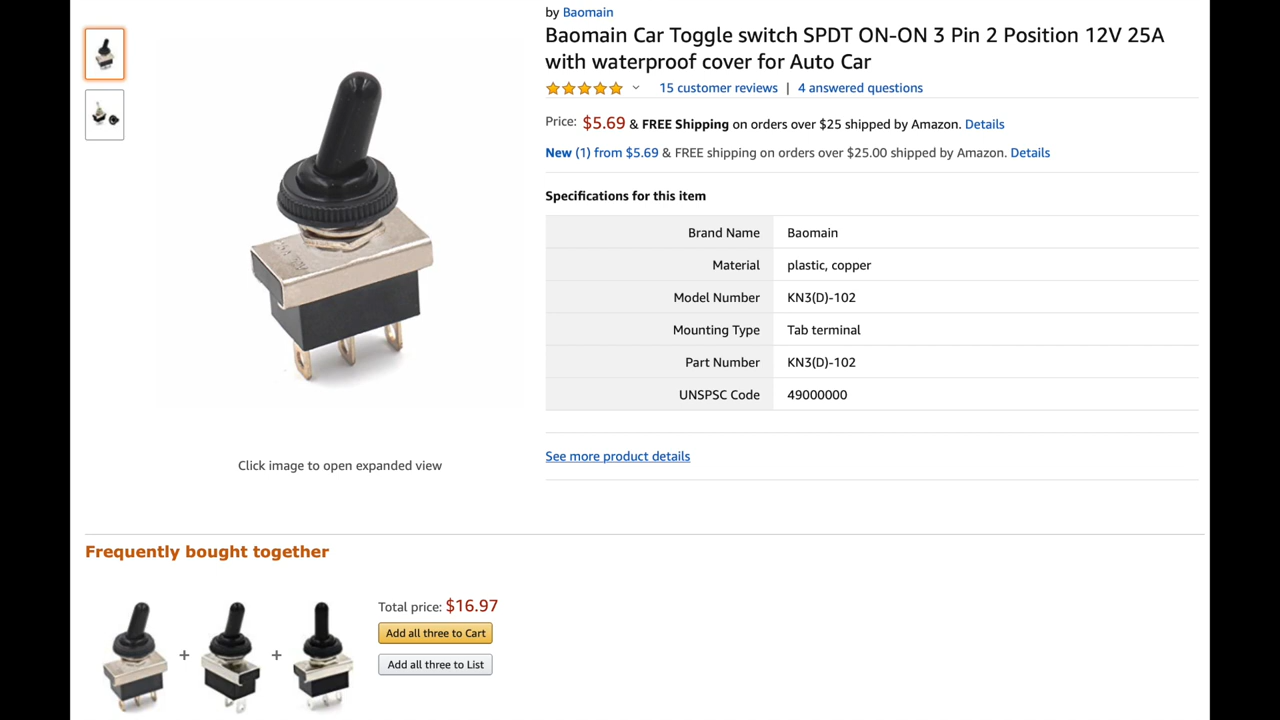 by Baomain
Baomain Car Toggle switch SPDT ON-ON 3 Pin 2 Position 12V 25A
with waterproof cover for Auto Car
15 customer reviews | 4 answered questions
Price: $5.69 & FREE Shipping on orders over $25 shipped by Amazon. Details
New (1) from $5.69 & FREE shipping on orders over $25.00 shipped by Amazon. Details
Specifications for this item
Brand Name Baomain
Material plastic, copper
Model Number KN3(D)-102
Mounting Type Tab terminal
Part Number KN3(D)-102
UNSPSC Code 49000000
See more product details
Click image to open expanded view
Frequently bought together
Total price: $16.97
+ +
Add all three to Cart
Add all three to List